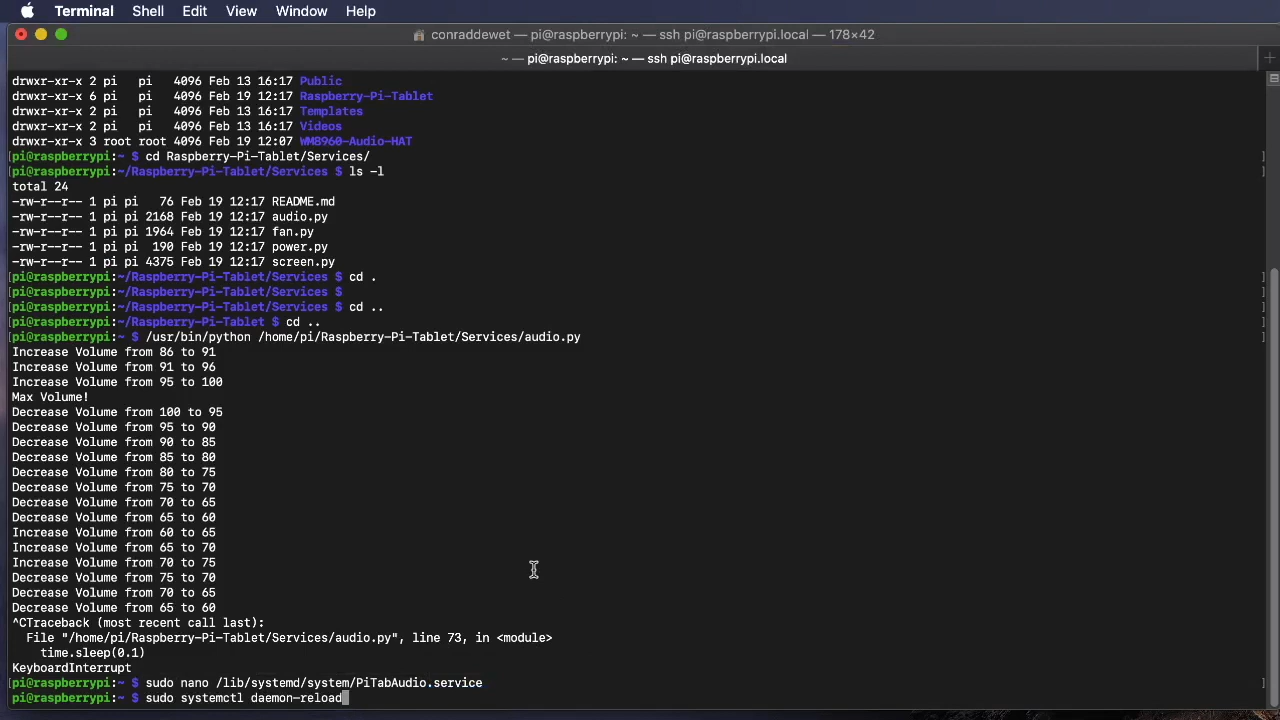 Terminal Shell Edit View Window Help
conraddewet — pi@raspberrypi: ~ — ssh pi@raspberrypi.local — 178×42
~ — pi@raspberrypi: ~ — ssh pi@raspberrypi.local
drwxr-xr-x 2 pi   pi   4096 Feb 13 16:17 Public
drwxr-xr-x 6 pi   pi   4096 Feb 19 12:17 Raspberry-Pi-Tablet
drwxr-xr-x 2 pi   pi   4096 Feb 13 16:17 Templates
drwxr-xr-x 2 pi   pi   4096 Feb 13 16:17 Videos
drwxr-xr-x 3 root root 4096 Feb 19 12:07 WM8960-Audio-HAT
[pi@raspberrypi:~ $ cd Raspberry-Pi-Tablet/Services/ ]
[pi@raspberrypi:~/Raspberry-Pi-Tablet/Services $ ls -l ]
total 24
-rw-r--r-- 1 pi pi   76 Feb 19 12:17 README.md
-rw-r--r-- 1 pi pi 2168 Feb 19 12:17 audio.py
-rw-r--r-- 1 pi pi 1964 Feb 19 12:17 fan.py
-rw-r--r-- 1 pi pi  190 Feb 19 12:17 power.py
-rw-r--r-- 1 pi pi 4375 Feb 19 12:17 screen.py
[pi@raspberrypi:~/Raspberry-Pi-Tablet/Services $ cd . ]
[pi@raspberrypi:~/Raspberry-Pi-Tablet/Services $ ]
[pi@raspberrypi:~/Raspberry-Pi-Tablet/Services $ cd .. ]
[pi@raspberrypi:~/Raspberry-Pi-Tablet $ cd .. ]
[pi@raspberrypi:~ $ /usr/bin/python /home/pi/Raspberry-Pi-Tablet/Services/audio.py ]
Increase Volume from 86 to 91
Increase Volume from 91 to 96
Increase Volume from 95 to 100
Max Volume!
Decrease Volume from 100 to 95
Decrease Volume from 95 to 90
Decrease Volume from 90 to 85
Decrease Volume from 85 to 80
Decrease Volume from 80 to 75
Decrease Volume from 75 to 70
Decrease Volume from 70 to 65
Decrease Volume from 65 to 60
Increase Volume from 60 to 65
Increase Volume from 65 to 70
Increase Volume from 70 to 75
Decrease Volume from 75 to 70
Decrease Volume from 70 to 65
Decrease Volume from 65 to 60
^CTraceback (most recent call last):
  File "/home/pi/Raspberry-Pi-Tablet/Services/audio.py", line 73, in <module>
    time.sleep(0.1)
KeyboardInterrupt
[pi@raspberrypi:~ $ sudo nano /lib/systemd/system/PiTabAudio.service ]
pi@raspberrypi:~ $ sudo systemctl daemon-reload